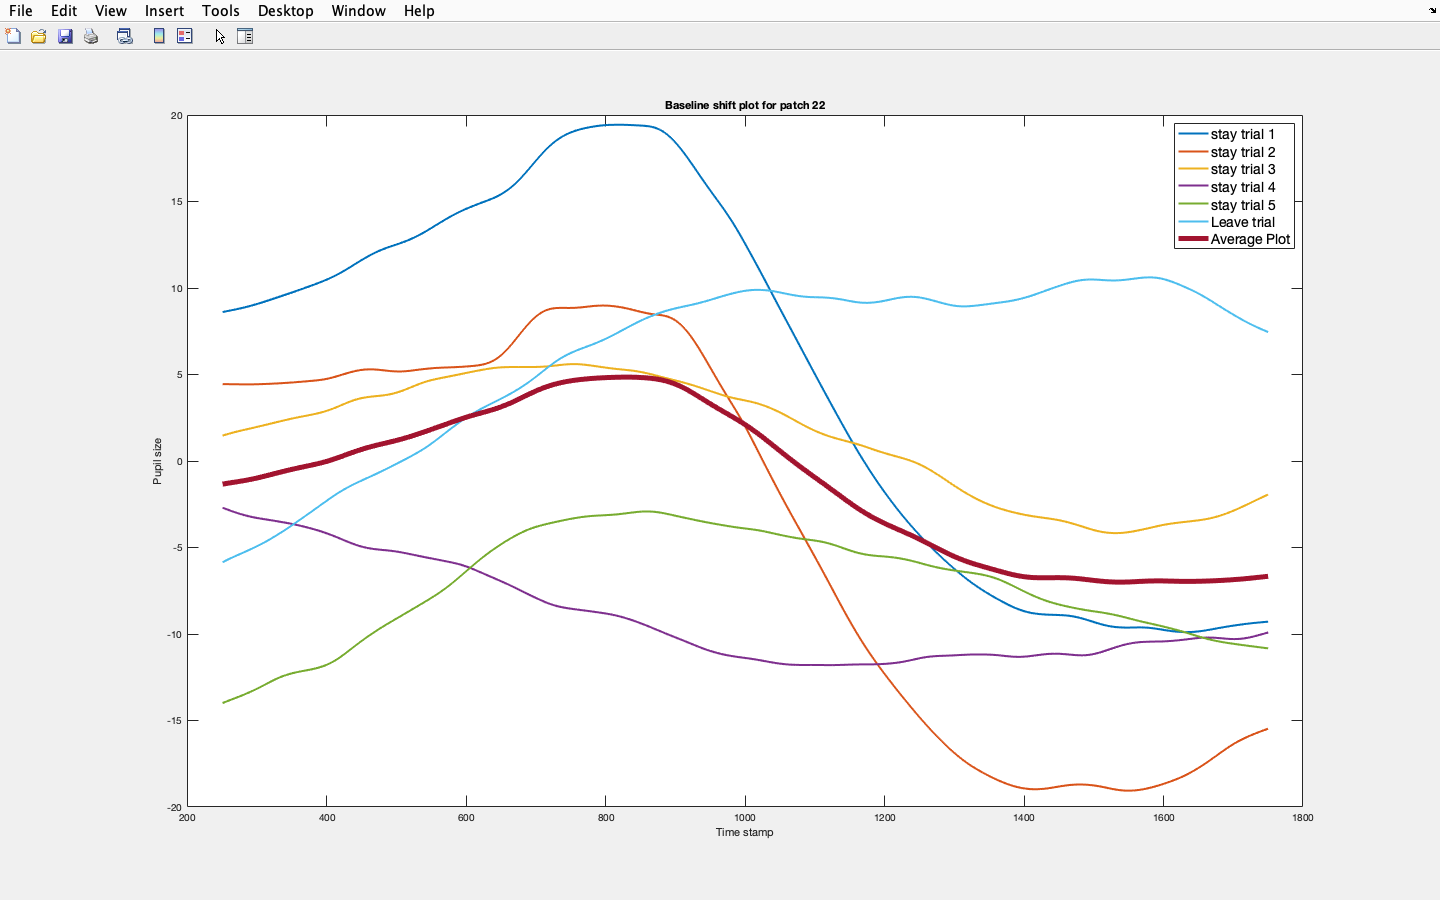 File Edit View Insert Tools Desktop Window Help
Baseline shift plot for patch 22
20
15
10
5
0
-5
-10
-15
-20
Pupil size
stay trial 1
stay trial 2
stay trial 3
stay trial 4
stay trial 5
Leave trial
Average Plot
200 400 600 800 1000 1200 1400 1600 1800
Time stamp